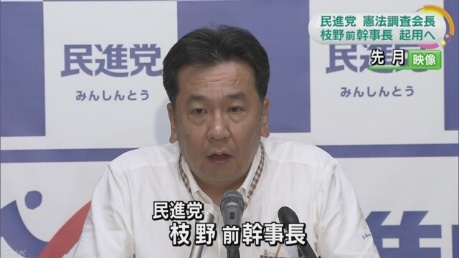 民進党 憲法調査会長
枝野前幹事長 起用へ
先月 映像
民進党
みんしんとう
民進党
みんしんとう
民進党
枝野前幹事長